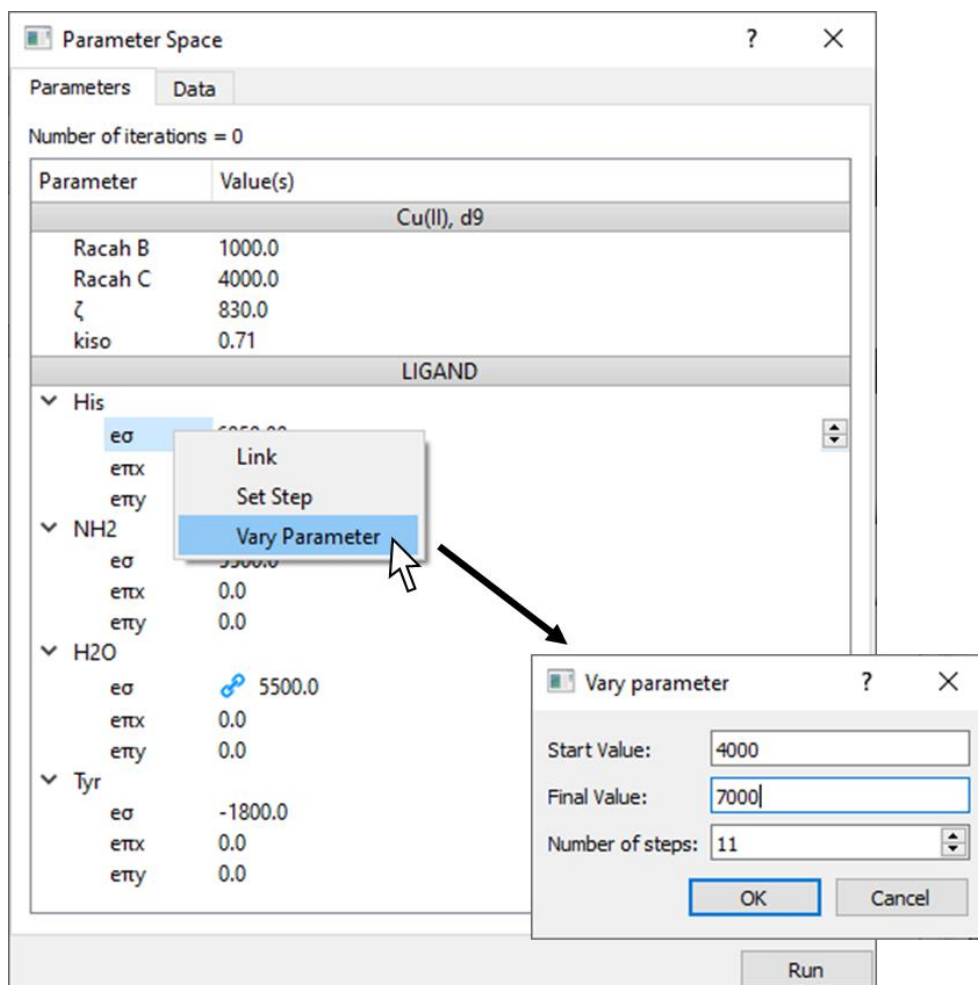 Parameter Space ?
Parameters Data
Number of iterations = 0
Parameter Value(s)
Cu(II), d9
Racah B 1000.0
Racah C 4000.0
ζ 830.0
kiso 0.71
LIGAND
His
eσ
eπx
eπy
Link
Set Step
Vary Parameter
NH2
eσ
eπx 0.0
eπy 0.0
H2O
eσ 5500.0
eπx 0.0
eπy 0.0
Tyr
eσ -1800.0
eπx 0.0
eπy 0.0
Vary parameter ?
Start Value: 4000
Final Value: 7000
Number of steps: 11
OK Cancel
Run